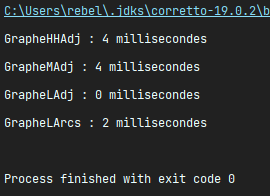 C:\Users\rebel\.jdks\corretto-19.0.2\b
GrapheHHAdj : 4 millisecondes
GrapheMAdj : 4 millisecondes
GrapheLAdj : 0 millisecondes
GrapheLArcs : 2 millisecondes
Process finished with exit code 0